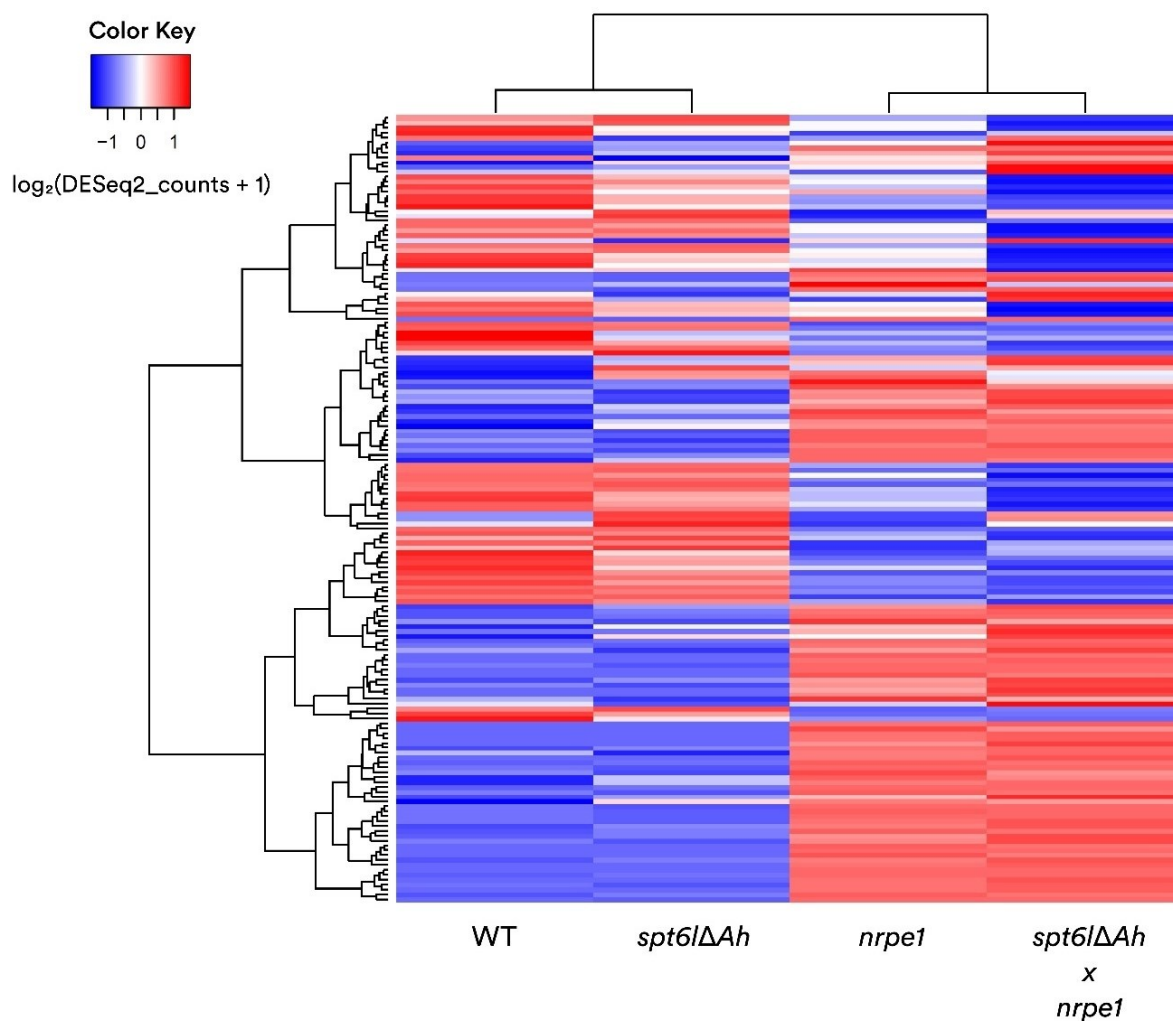 Color Key
−1 0 1
log₂(DESeq2_counts + 1)
WT spt6lΔAh nrpe1 spt6lΔAh
x
nrpe1